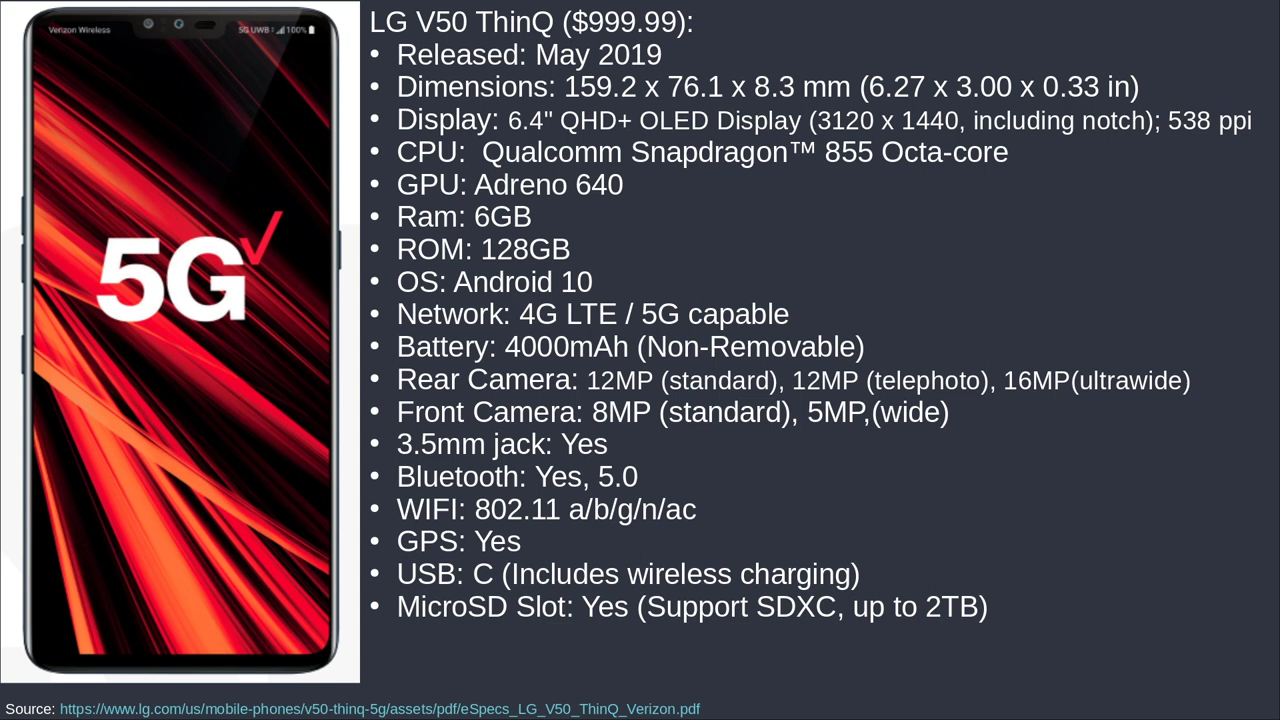 Verizon Wireless
5G UWB 100%
5G
LG V50 ThinQ ($999.99):
• Released: May 2019
• Dimensions: 159.2 x 76.1 x 8.3 mm (6.27 x 3.00 x 0.33 in)
• Display: 6.4" QHD+ OLED Display (3120 x 1440, including notch); 538 ppi
• CPU:  Qualcomm Snapdragon™ 855 Octa-core
• GPU: Adreno 640
• Ram: 6GB
• ROM: 128GB
• OS: Android 10
• Network: 4G LTE / 5G capable
• Battery: 4000mAh (Non-Removable)
• Rear Camera: 12MP (standard), 12MP (telephoto), 16MP(ultrawide)
• Front Camera: 8MP (standard), 5MP,(wide)
• 3.5mm jack: Yes
• Bluetooth: Yes, 5.0
• WIFI: 802.11 a/b/g/n/ac
• GPS: Yes
• USB: C (Includes wireless charging)
• MicroSD Slot: Yes (Support SDXC, up to 2TB)
Source: https://www.lg.com/us/mobile-phones/v50-thinq-5g/assets/pdf/eSpecs_LG_V50_ThinQ_Verizon.pdf